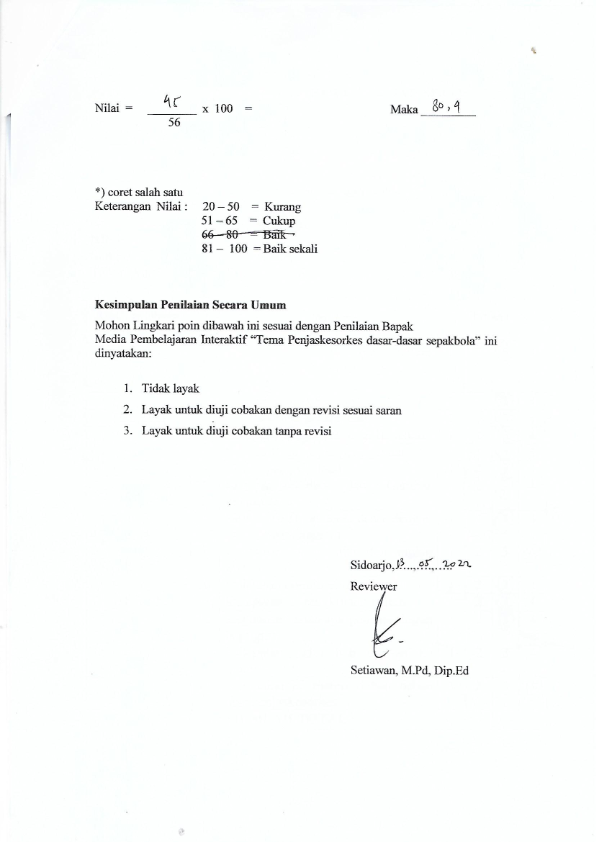 Nilai = 45 x 100 = Maka 80,4
56
*) coret salah satu
Keterangan Nilai : 20 – 50 = Kurang
51 – 65 = Cukup
66 – 80 = Baik
81 – 100 = Baik sekali
Kesimpulan Penilaian Secara Umum
Mohon Lingkari poin dibawah ini sesuai dengan Penilaian Bapak
Media Pembelajaran Interaktif “Tema Penjaskesorkes dasar-dasar sepakbola” ini
dinyatakan:
1. Tidak layak
2. Layak untuk diuji cobakan dengan revisi sesuai saran
3. Layak untuk diuji cobakan tanpa revisi
Sidoarjo, 13 05 2022
Reviewer
Setiawan, M.Pd, Dip.Ed